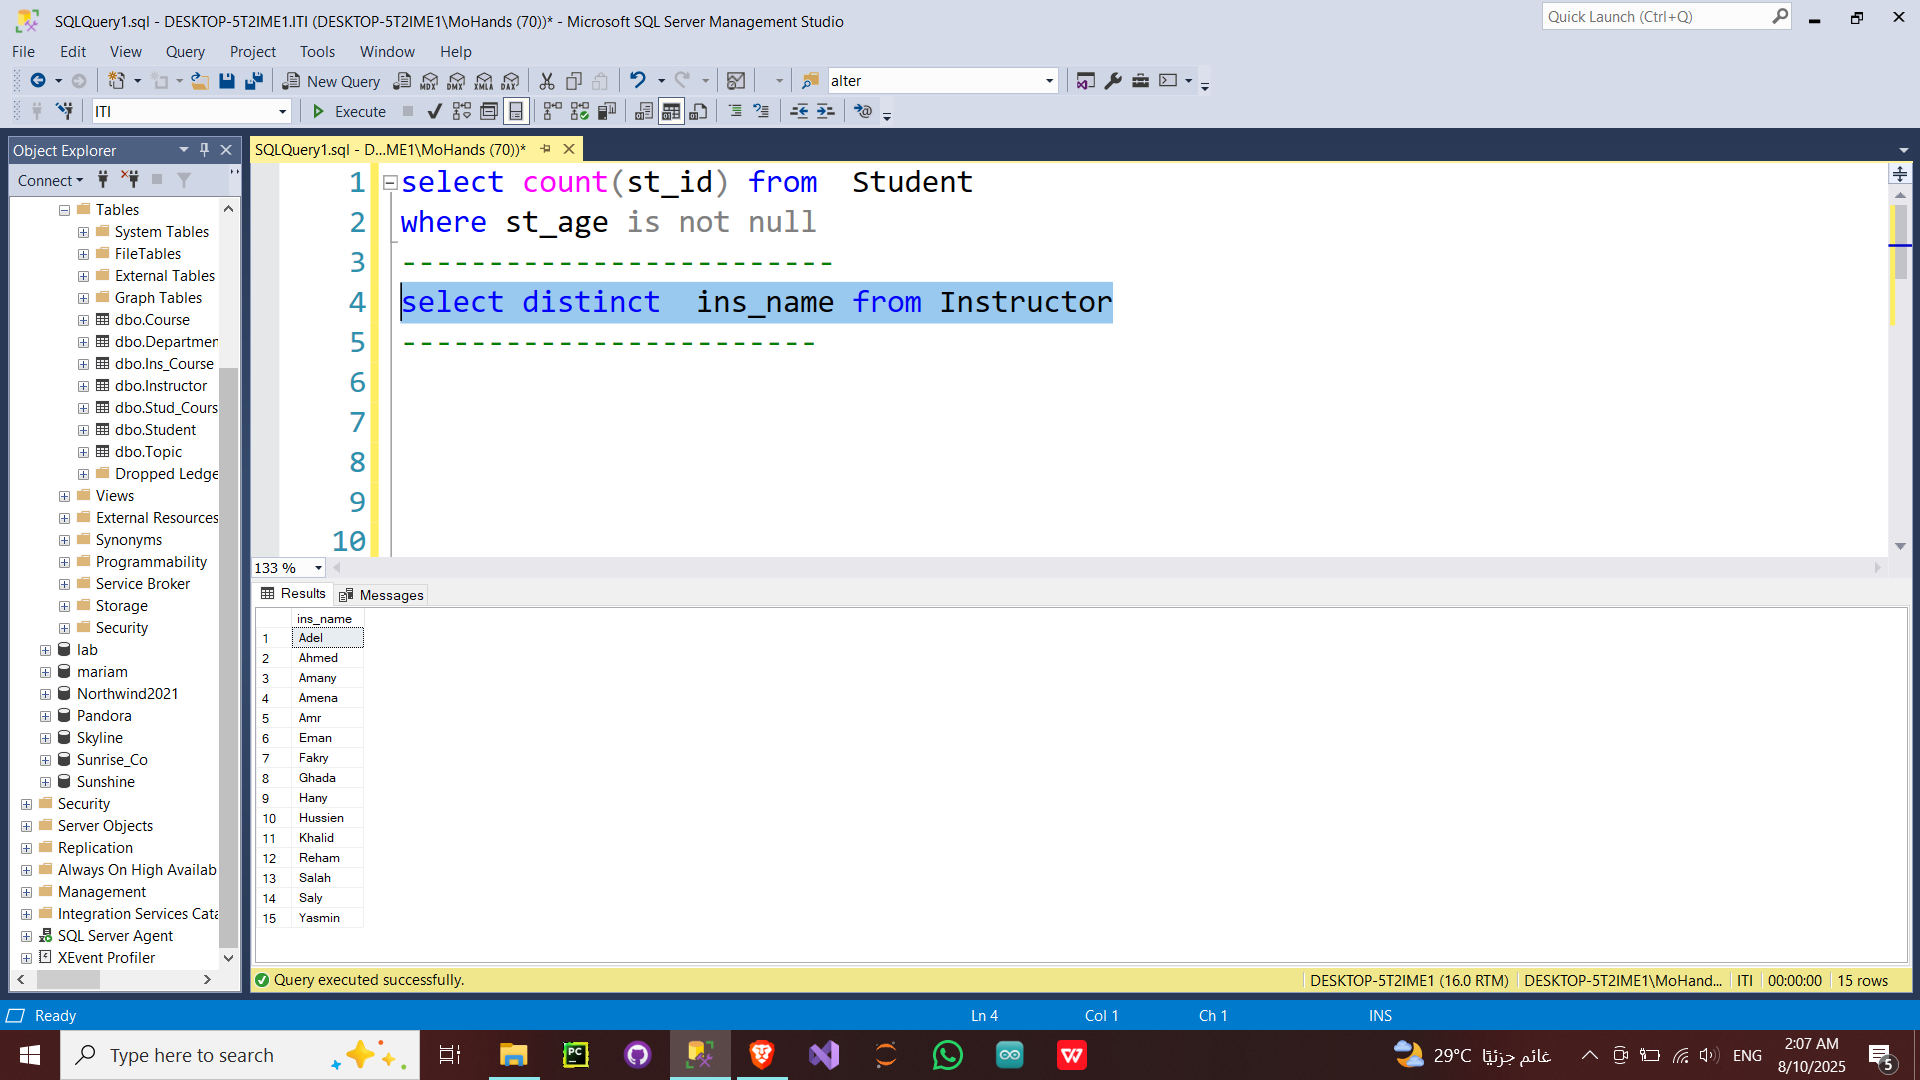 SQLQuery1.sql - DESKTOP-5T2IME1.ITI (DESKTOP-5T2IME1\MoHands (70))* - Microsoft SQL Server Management Studio
Quick Launch (Ctrl+Q)
File Edit View Query Project Tools Window Help
New Query MDX DMX XMLA DAX alter
ITI Execute
Object Explorer
SQLQuery1.sql - D...ME1\MoHands (70))*
Connect
Tables
System Tables
FileTables
External Tables
Graph Tables
dbo.Course
dbo.Departmen
dbo.Ins_Course
dbo.Instructor
dbo.Stud_Cours
dbo.Student
dbo.Topic
Dropped Ledge
Views
External Resources
Synonyms
Programmability
Service Broker
Storage
Security
lab
mariam
Northwind2021
Pandora
Skyline
Sunrise_Co
Sunshine
Security
Server Objects
Replication
Always On High Availab
Management
Integration Services Cata
SQL Server Agent
XEvent Profiler
1 select count(st_id) from  Student
2 where st_age is not null
3 -------------------------
4 select distinct  ins_name from Instructor
5 ------------------------
6
7
8
9
10
133 %
Results Messages
ins_name
1 Adel
2 Ahmed
3 Amany
4 Amena
5 Amr
6 Eman
7 Fakry
8 Ghada
9 Hany
10 Hussien
11 Khalid
12 Reham
13 Salah
14 Saly
15 Yasmin
Query executed successfully.
DESKTOP-5T2IME1 (16.0 RTM) DESKTOP-5T2IME1\MoHand... ITI 00:00:00 15 rows
Ready Ln 4 Col 1 Ch 1 INS
Type here to search
PC
W
29°C غائم جزئيًا
ENG
2:07 AM
8/10/2025
5